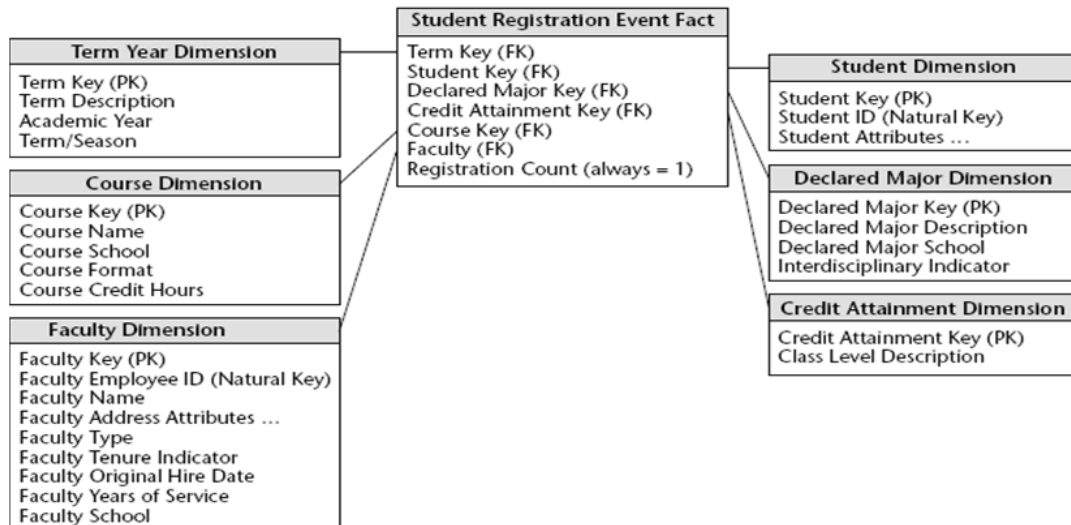 Term Year Dimension
Term Key (PK)
Term Description
Academic Year
Term/Season
Course Dimension
Course Key (PK)
Course Name
Course School
Course Format
Course Credit Hours
Faculty Dimension
Faculty Key (PK)
Faculty Employee ID (Natural Key)
Faculty Name
Faculty Address Attributes ...
Faculty Type
Faculty Tenure Indicator
Faculty Original Hire Date
Faculty Years of Service
Faculty School
Student Registration Event Fact
Term Key (FK)
Student Key (FK)
Declared Major Key (FK)
Credit Attainment Key (FK)
Course Key (FK)
Faculty (FK)
Registration Count (always = 1)
Student Dimension
Student Key (PK)
Student ID (Natural Key)
Student Attributes ...
Declared Major Dimension
Declared Major Key (PK)
Declared Major Description
Declared Major School
Interdisciplinary Indicator
Credit Attainment Dimension
Credit Attainment Key (PK)
Class Level Description